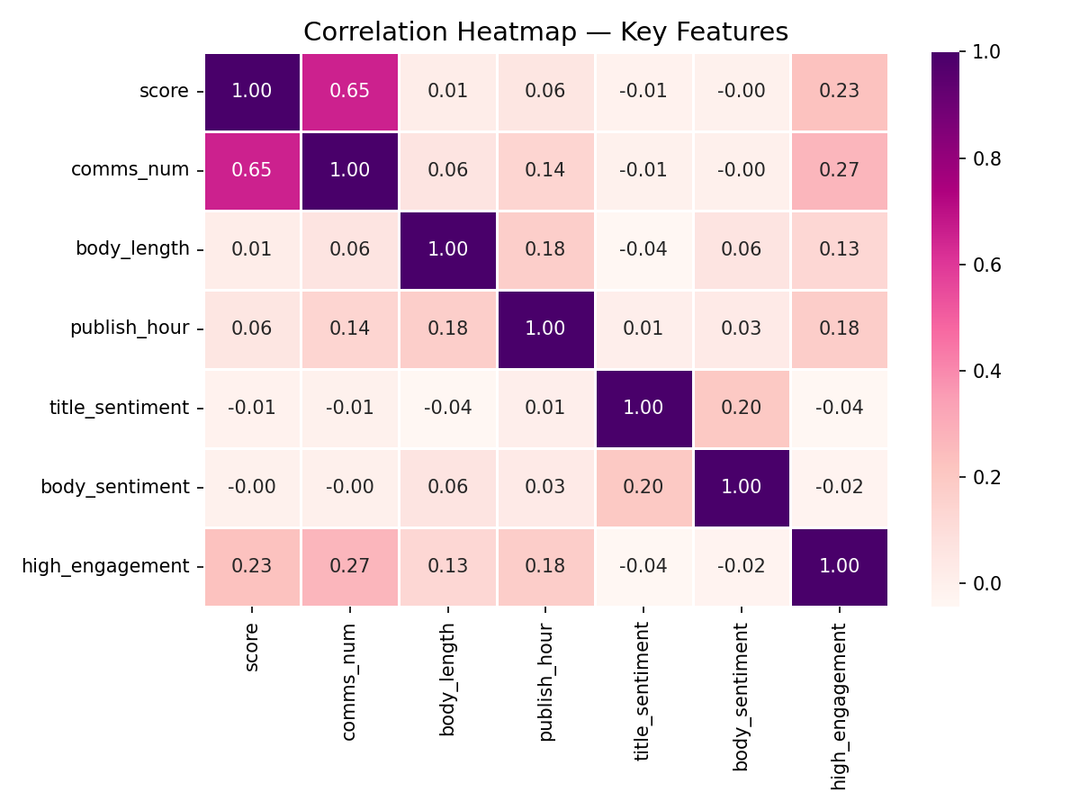 Correlation Heatmap — Key Features
score 1.00 0.65 0.01 0.06 -0.01 -0.00 0.23
comms_num 0.65 1.00 0.06 0.14 -0.01 -0.00 0.27
body_length 0.01 0.06 1.00 0.18 -0.04 0.06 0.13
publish_hour 0.06 0.14 0.18 1.00 0.01 0.03 0.18
title_sentiment -0.01 -0.01 -0.04 0.01 1.00 0.20 -0.04
body_sentiment -0.00 -0.00 0.06 0.03 0.20 1.00 -0.02
high_engagement 0.23 0.27 0.13 0.18 -0.04 -0.02 1.00
score
comms_num
body_length
publish_hour
title_sentiment
body_sentiment
high_engagement
1.0
0.8
0.6
0.4
0.2
0.0